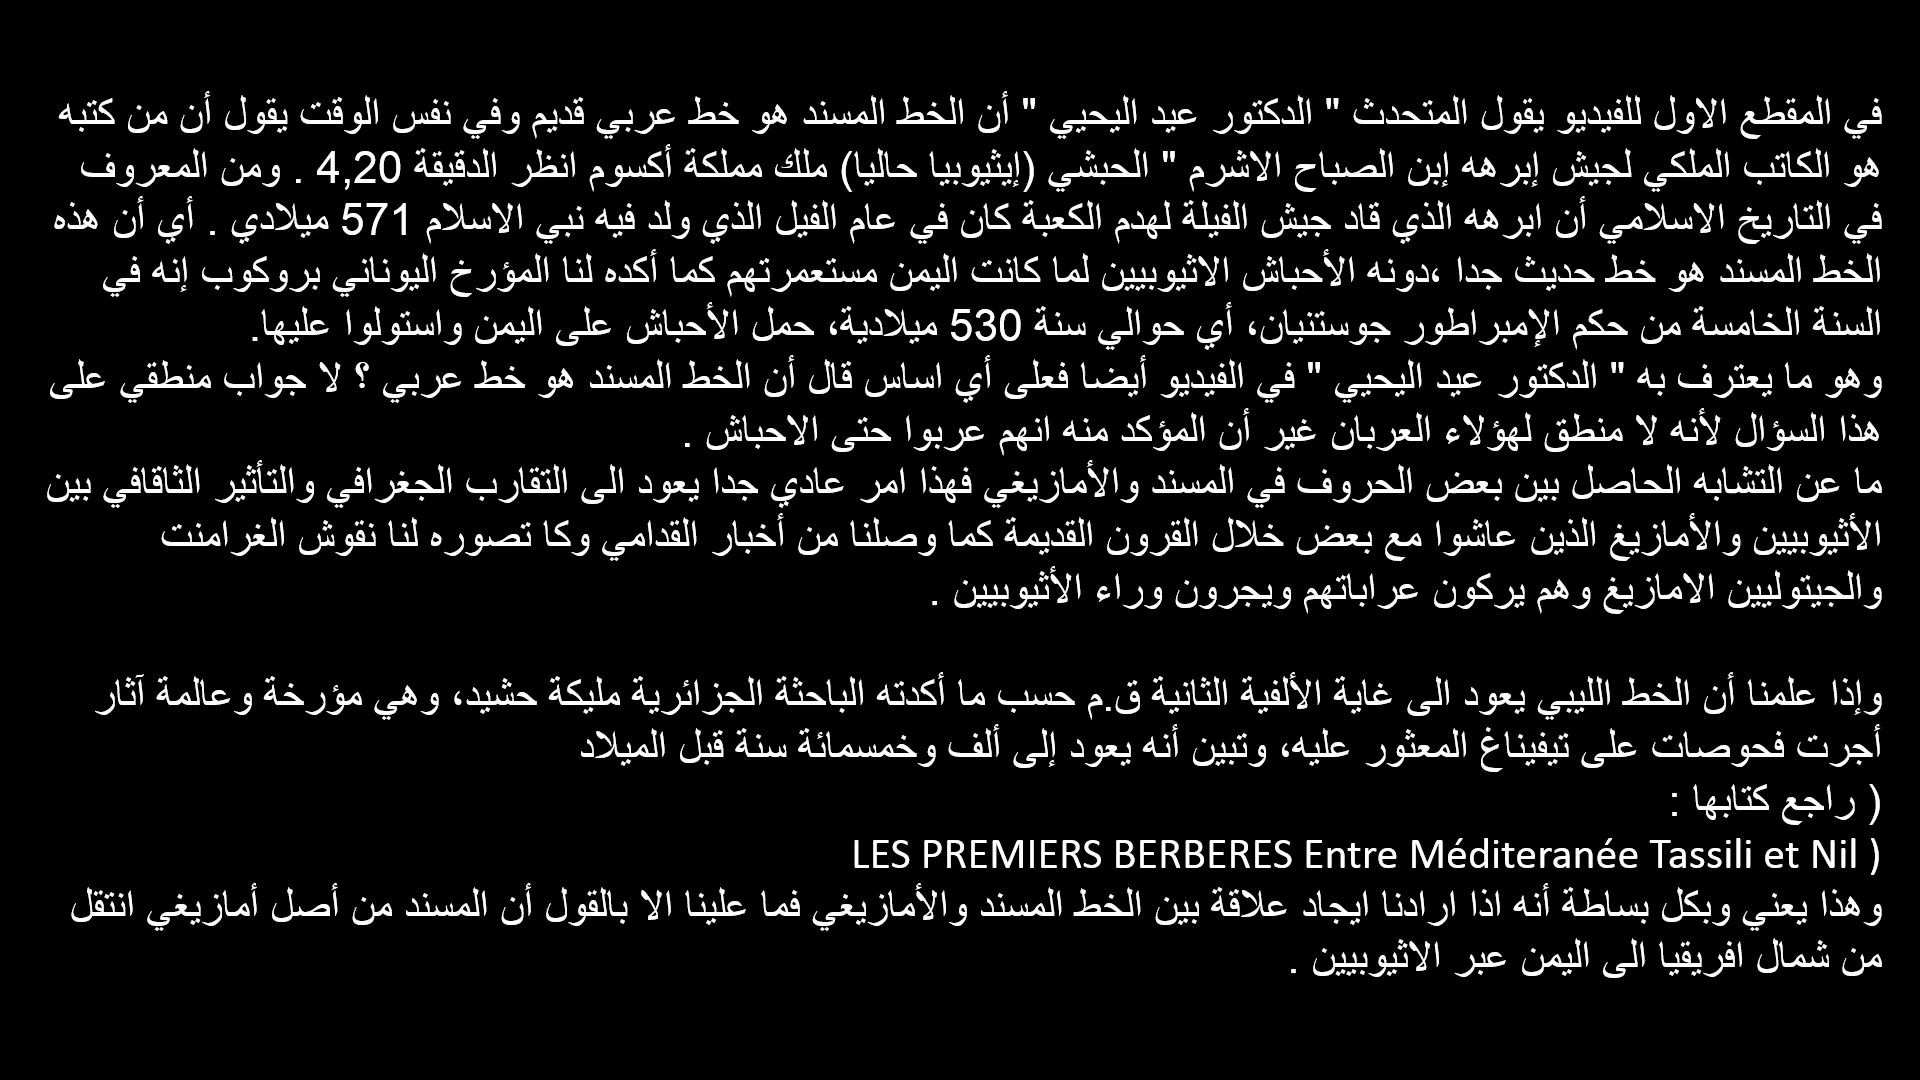 في المقطع الاول للفيديو يقول المتحدث " الدكتور عيد اليحيي " أن الخط المسند هو خط عربي قديم وفي نفس الوقت يقول أن من كتبه
هو الكاتب الملكي لجيش إبرهه إبن الصباح الاشرم " الحبشي (إيثيوبيا حاليا) ملك مملكة أكسوم انظر الدقيقة 4,20 . ومن المعروف
في التاريخ الاسلامي أن ابرهه الذي قاد جيش الفيلة لهدم الكعبة كان في عام الفيل الذي ولد فيه نبي الاسلام 571 ميلادي . أي أن هذه
الخط المسند هو خط حديث جدا ،دونه الأحباش الاثيوبيين لما كانت اليمن مستعمرتهم كما أكده لنا المؤرخ اليوناني بروكوب إنه في
السنة الخامسة من حكم الإمبراطور جوستنيان، أي حوالي سنة 530 ميلادية، حمل الأحباش على اليمن واستولوا عليها.
وهو ما يعترف به " الدكتور عيد اليحيي " في الفيديو أيضا فعلى أي اساس قال أن الخط المسند هو خط عربي ؟ لا جواب منطقي على
هذا السؤال لأنه لا منطق لهؤلاء العربان غير أن المؤكد منه انهم عربوا حتى الاحباش .
ما عن التشابه الحاصل بين بعض الحروف في المسند والأمازيغي فهذا امر عادي جدا يعود الى التقارب الجغرافي والتأثير الثاقافي بين
الأثيوبيين والأمازيغ الذين عاشوا مع بعض خلال القرون القديمة كما وصلنا من أخبار القدامي وكا تصوره لنا نقوش الغرامنت
والجيتوليين الامازيغ وهم يركون عراباتهم ويجرون وراء الأثيوبيين .
وإذا علمنا أن الخط الليبي يعود الى غاية الألفية الثانية ق.م حسب ما أكدته الباحثة الجزائرية مليكة حشيد، وهي مؤرخة وعالمة آثار
أجرت فحوصات على تيفيناغ المعثور عليه، وتبين أنه يعود إلى ألف وخمسمائة سنة قبل الميلاد
( راجع كتابها :
LES PREMIERS BERBERES Entre Méditeranée Tassili et Nil )
وهذا يعني وبكل بساطة أنه اذا ارادنا ايجاد علاقة بين الخط المسند والأمازيغي فما علينا الا بالقول أن المسند من أصل أمازيغي انتقل
من شمال افريقيا الى اليمن عبر الاثيوبيين .